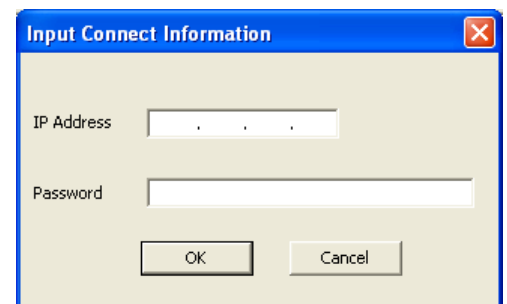 Input Connect Information
IP Address . . .
Password
OK Cancel